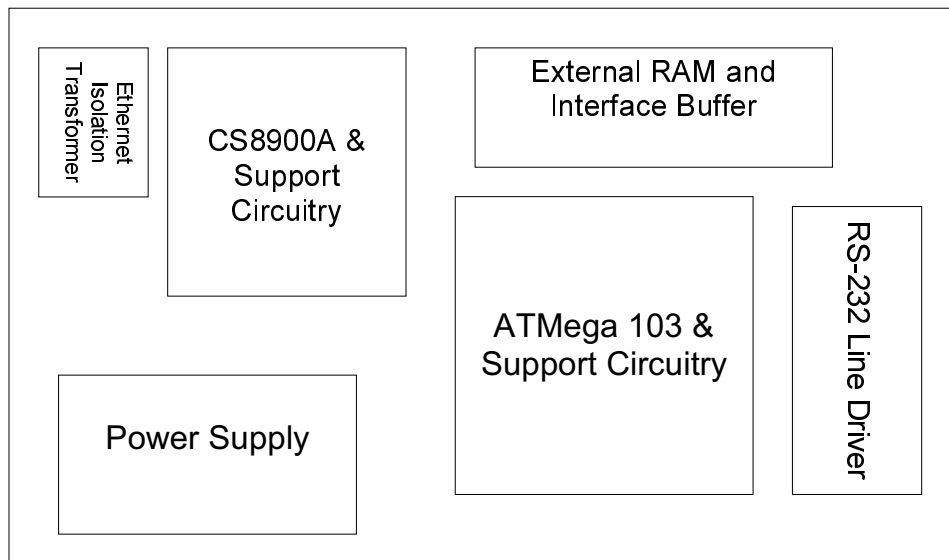 Ethernet
Isolation
Transformer
CS8900A &
Support
Circuitry
External RAM and
Interface Buffer
ATMega 103 &
Support Circuitry
RS-232 Line Driver
Power Supply